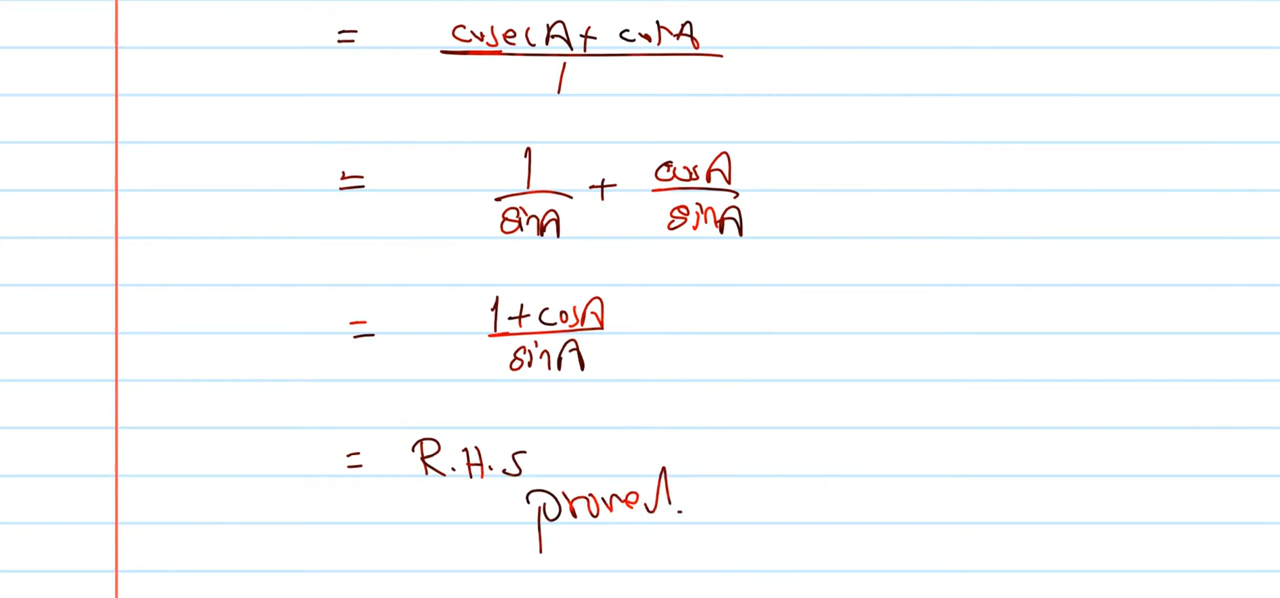 = cosecA + cotA / 1
= 1/sinA + cosA/sinA
= 1+cosA / sinA
= R.H.S
proved.